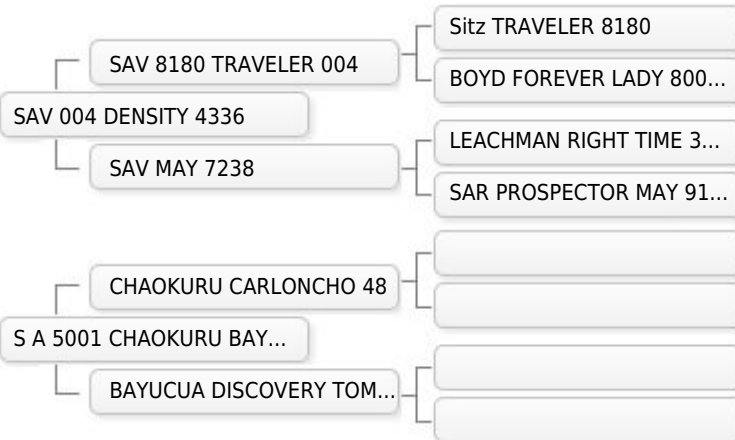 Sitz TRAVELER 8180
SAV 8180 TRAVELER 004
BOYD FOREVER LADY 800...
SAV 004 DENSITY 4336
LEACHMAN RIGHT TIME 3...
SAV MAY 7238
SAR PROSPECTOR MAY 91...
CHAOKURU CARLONCHO 48
S A 5001 CHAOKURU BAY...
BAYUCUA DISCOVERY TOM...